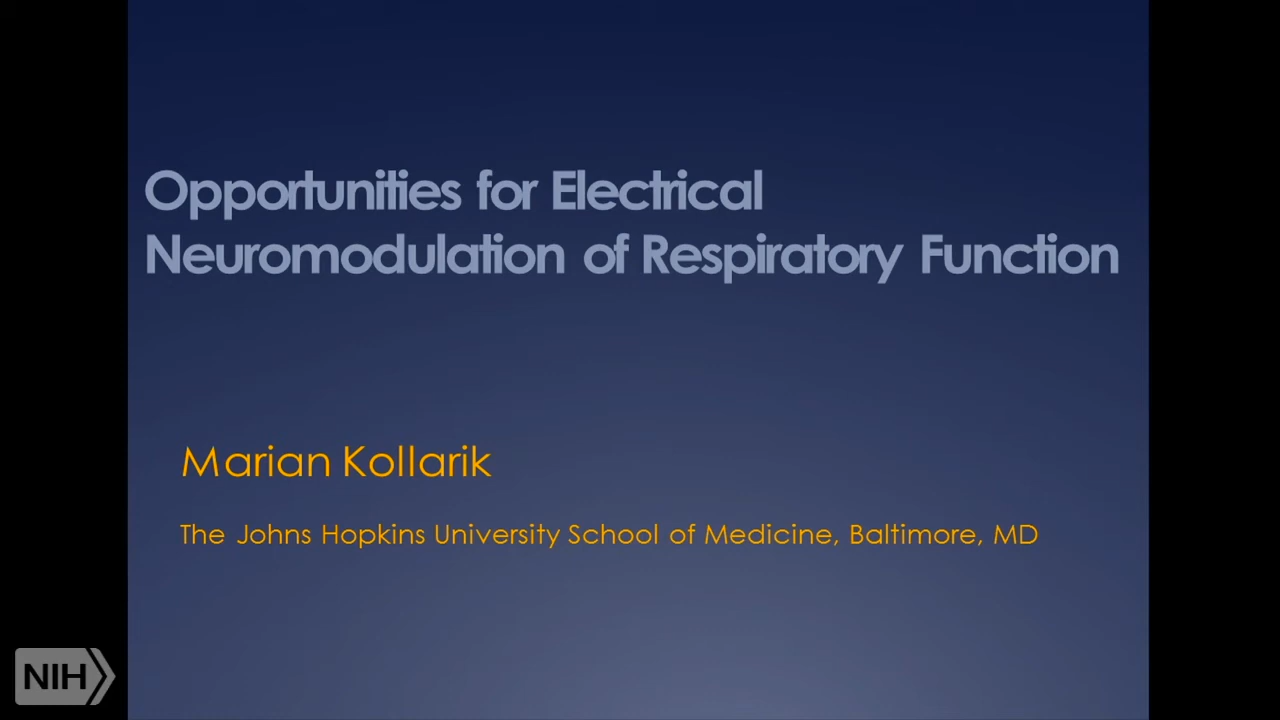 Opportunities for Electrical
Neuromodulation of Respiratory Function
Marian Kollarik
The Johns Hopkins University School of Medicine, Baltimore, MD
NIH